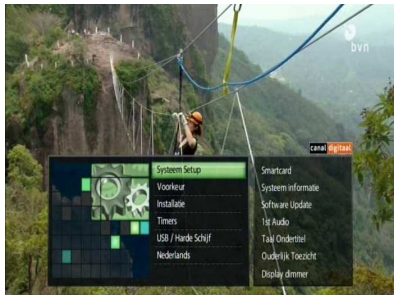 bvn
canal digitaal
Systeem Setup
Voorkeur
Installatie
Timers
USB / Harde Schijf
Nederlands
Smartcard
Systeem informatie
Software Update
1st Audio
Taal Ondertitel
Ouderlijk Toezicht
Display dimmer